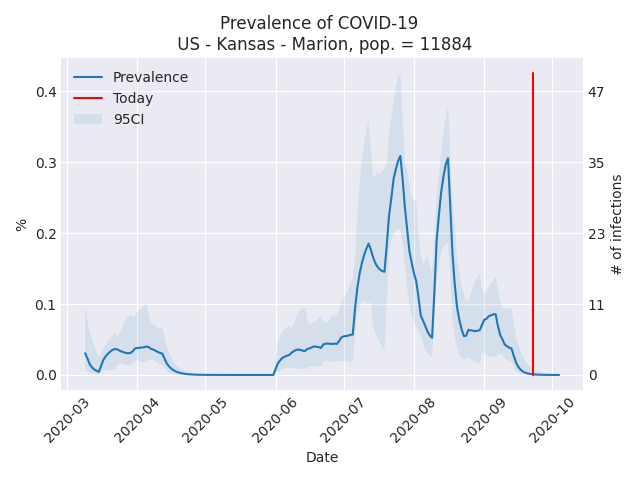 Prevalence of COVID-19
US - Kansas - Marion, pop. = 11884
Prevalence
Today
95CI
%
0.4
0.3
0.2
0.1
0.0
47
35
23
11
0
# of infections
2020-03
2020-04
2020-05
2020-06
2020-07
2020-08
2020-09
2020-10
Date